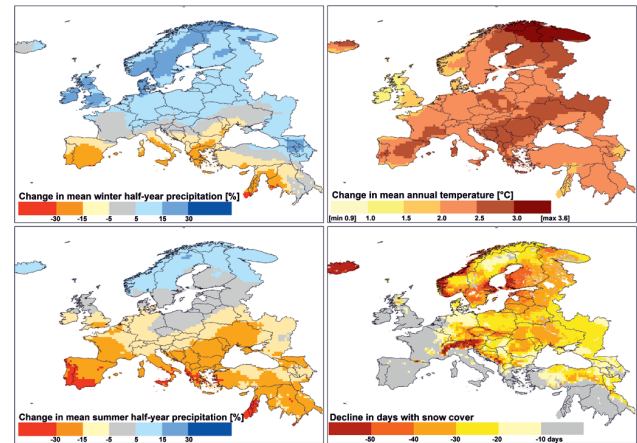 Change in mean winter half-year precipitation [%]
-30 -15 -5 5 15 30
Change in mean annual temperature [°C]
[min 0.9] 1.0 1.5 2.0 2.5 3.0 [max 3.6]
Change in mean summer half-year precipitation [%]
-30 -15 -5 5 15 30
Decline in days with snow cover
-50 -40 -30 -20 -10 days